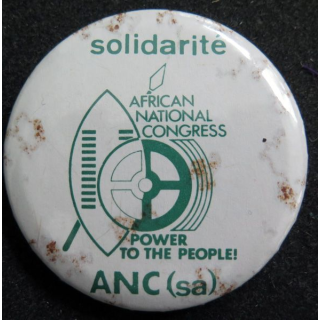 solidarité
AFRICAN
NATIONAL
CONGRESS
POWER
TO THE PEOPLE!
ANC (sa)